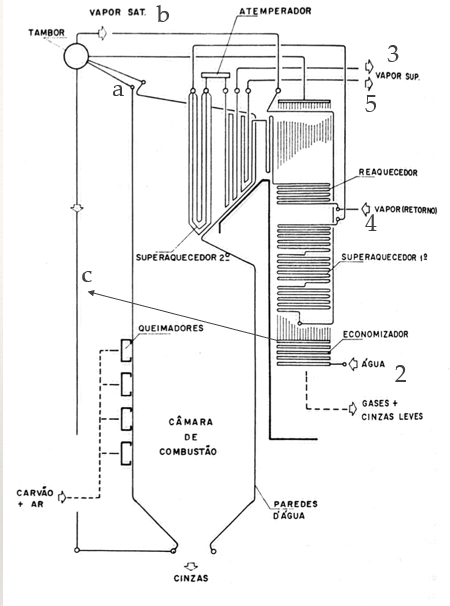 VAPOR SAT. b
ATEMPERADOR
TAMBOR
3
VAPOR SUP.
a
5
REAQUECEDOR
VAPOR(RETORNO)
4
SUPERAQUECEDOR 2º
SUPERAQUECEDOR 1º
c
QUEIMADORES
ECONOMIZADOR
ÁGUA 2
GASES +
CINZAS LEVES
CÂMARA
DE
COMBUSTÃO
CARVÃO
+ AR
PAREDES
D'ÁGUA
CINZAS